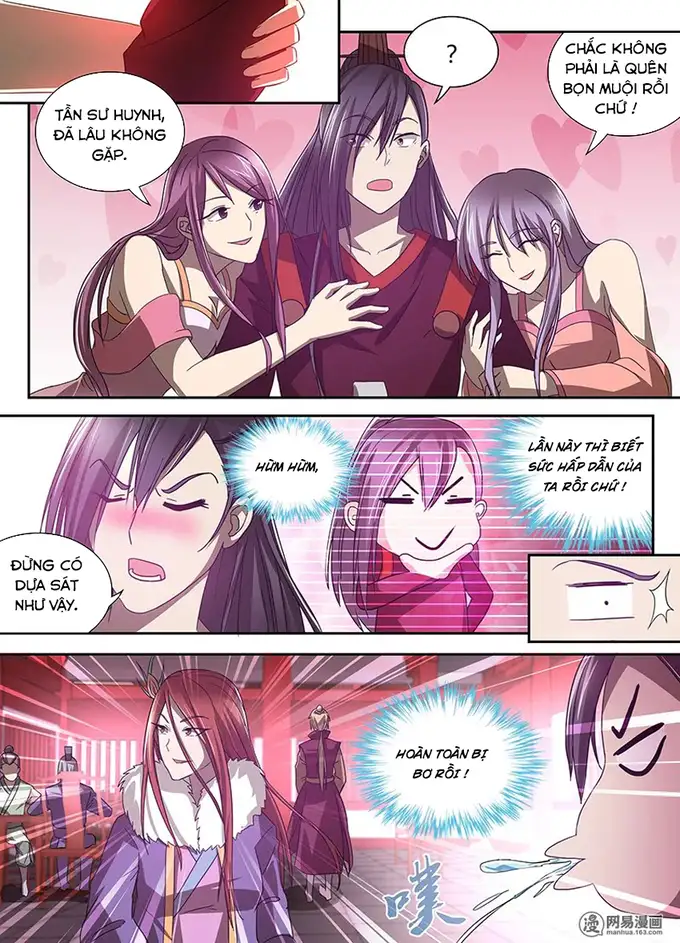 TẦN SƯ HUYNH,
ĐÃ LÂU KHÔNG
GẶP.
?
CHẮC KHÔNG
PHẢI LÀ QUÊN
BỌN MUỘI RỒI
CHỨ !
ĐỪNG CÓ
DỰA SÁT
NHƯ VẬY.
HỪM HỪM,
LẦN NÀY THÌ BIẾT
SỨC HẤP DẪN CỦA
TA RỒI CHỨ !
HOÀN TOÀN BỊ
BƠ RỒI !
噗
网易漫画
manhua.163.com